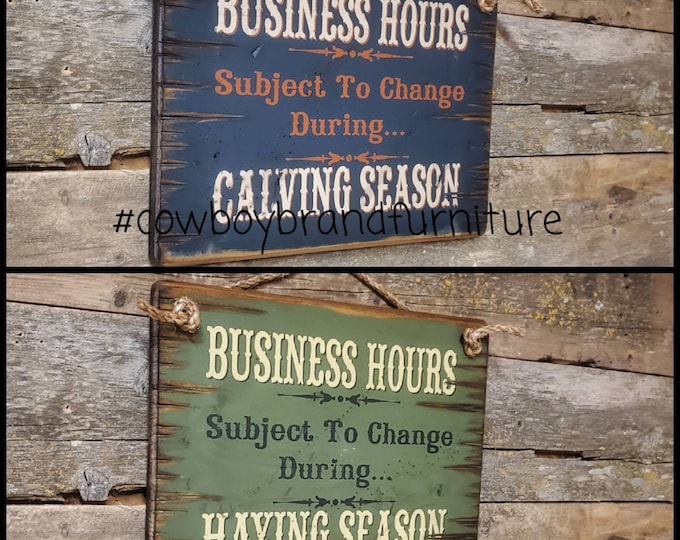 BUSINESS HOURS
Subject To Change
During...
CALVING SEASON
#cowboybrandfurniture
BUSINESS HOURS
Subject To Change
During...
HAYING SEASON